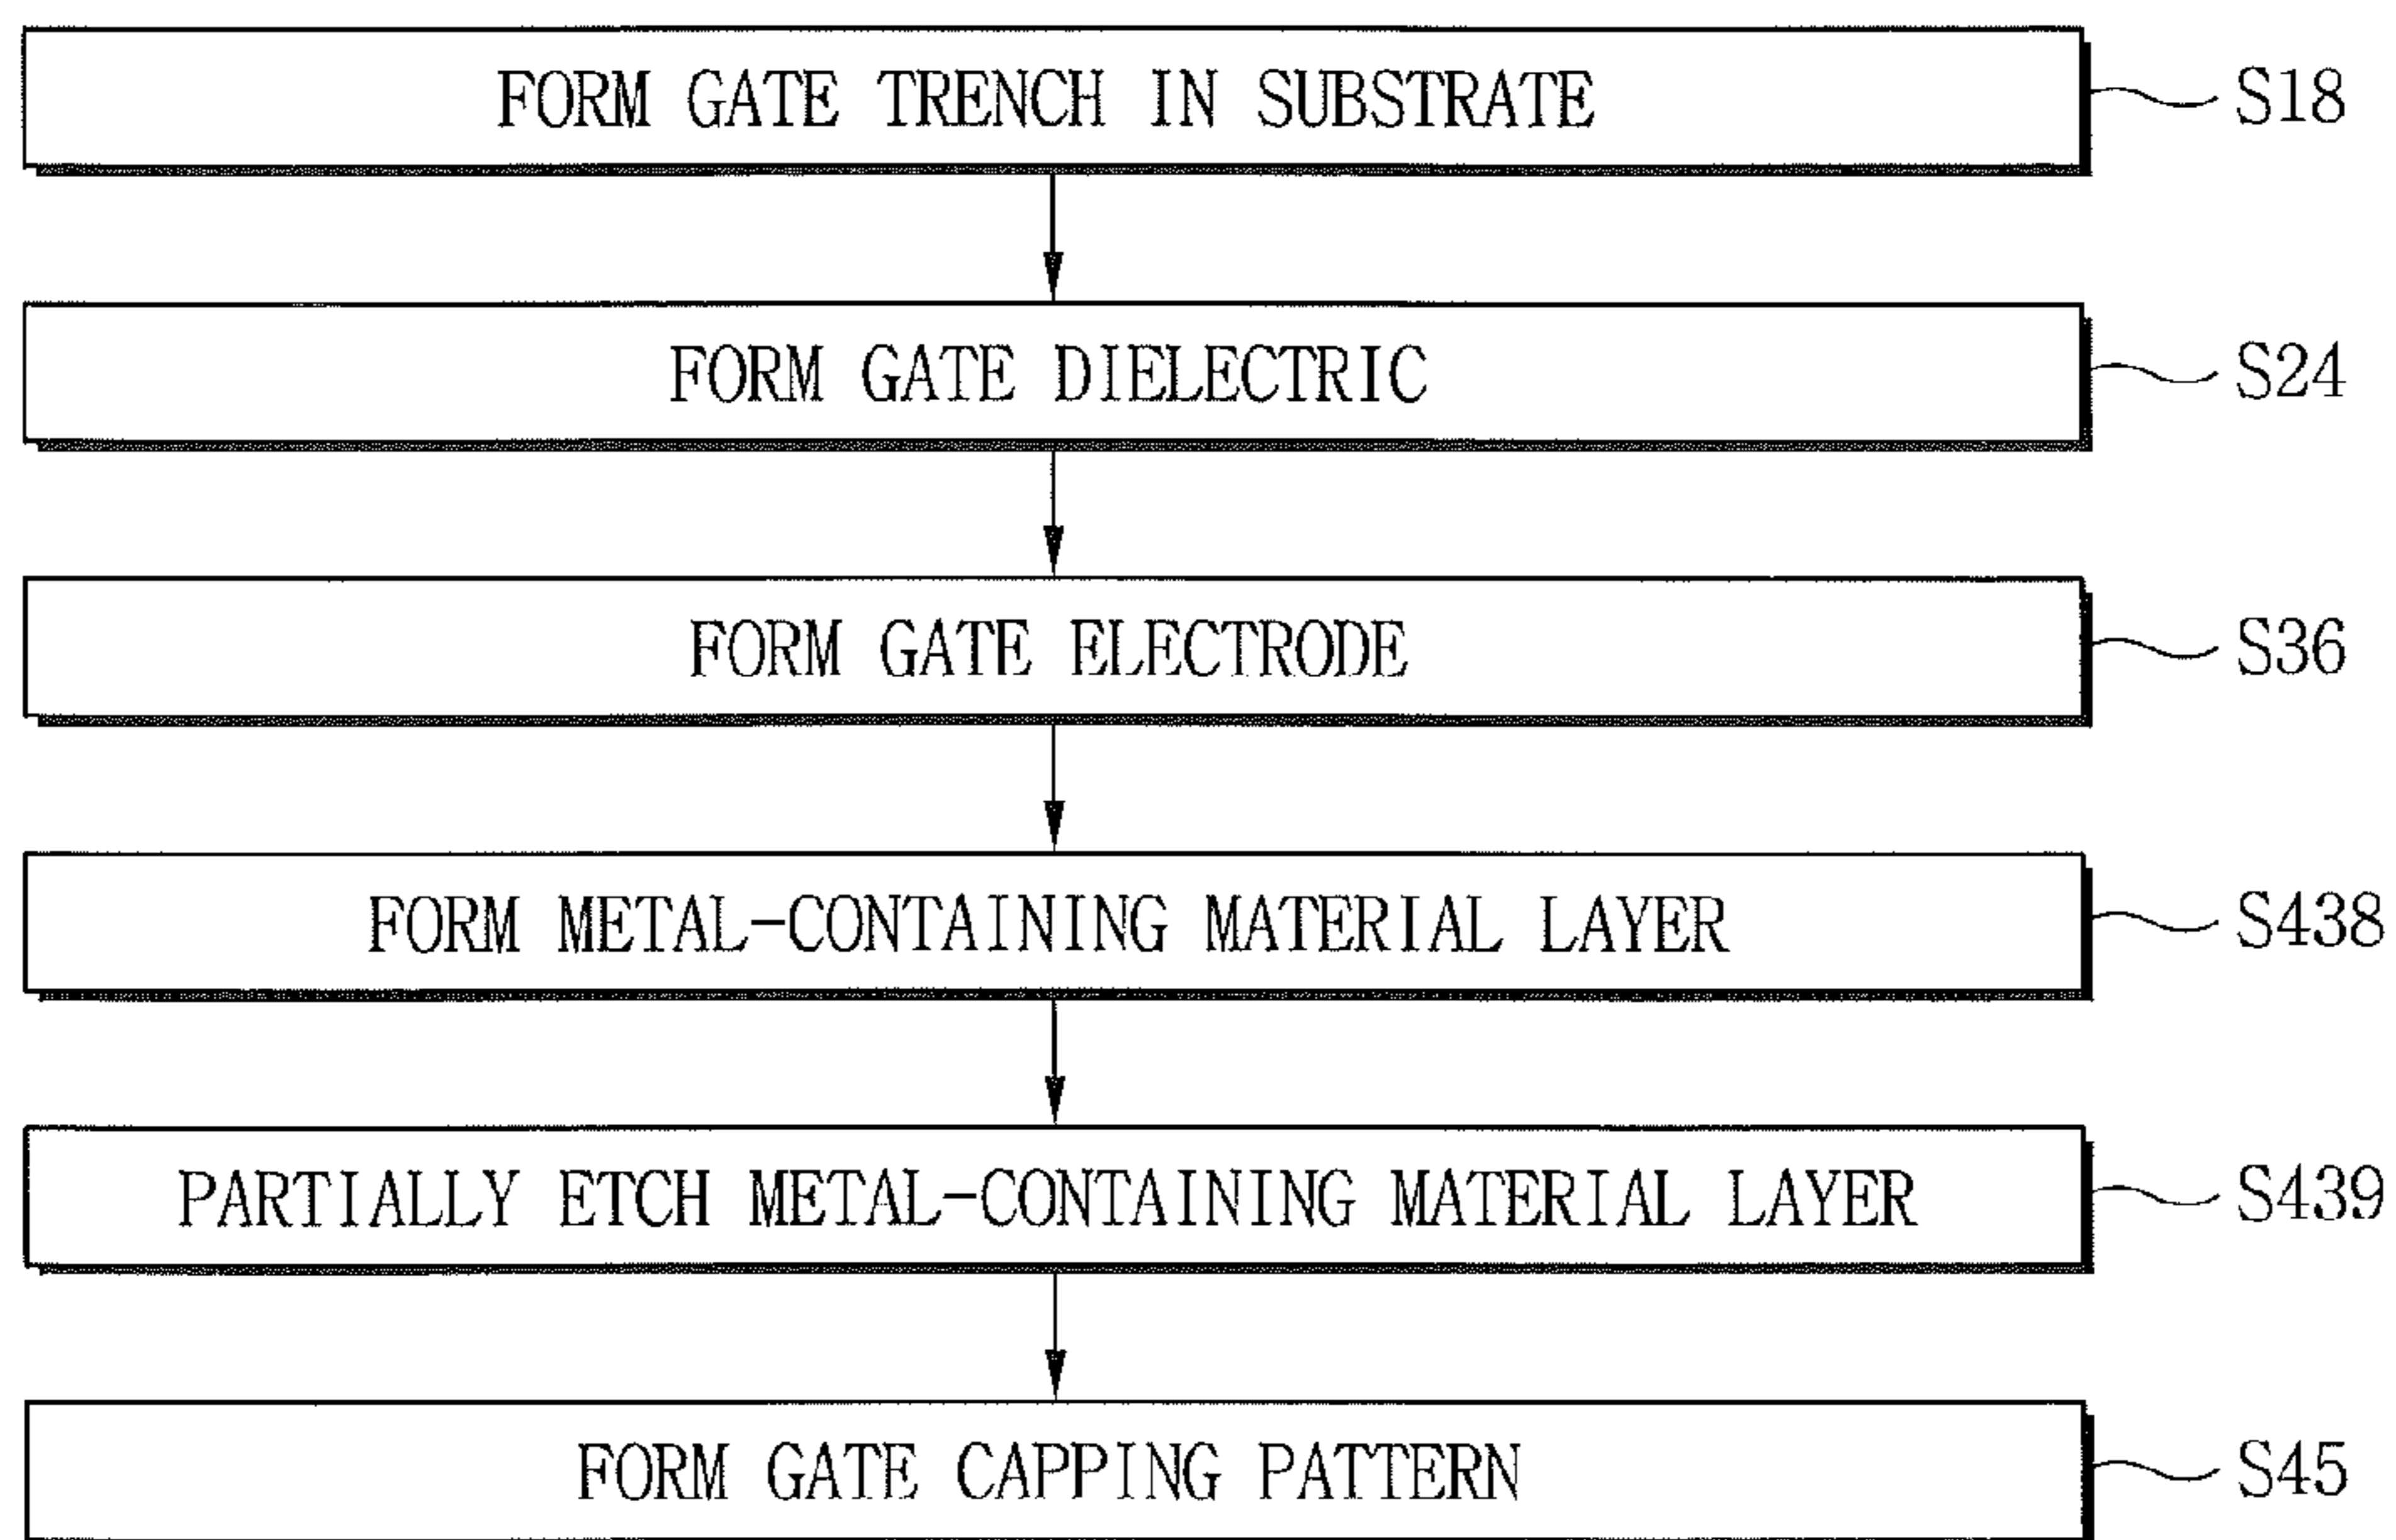 FORM GATE TRENCH IN SUBSTRATE S18
FORM GATE DIELECTRIC S24
FORM GATE ELECTRODE S36
FORM METAL-CONTAINING MATERIAL LAYER S438
PARTIALLY ETCH METAL-CONTAINING MATERIAL LAYER S439
FORM GATE CAPPING PATTERN S45